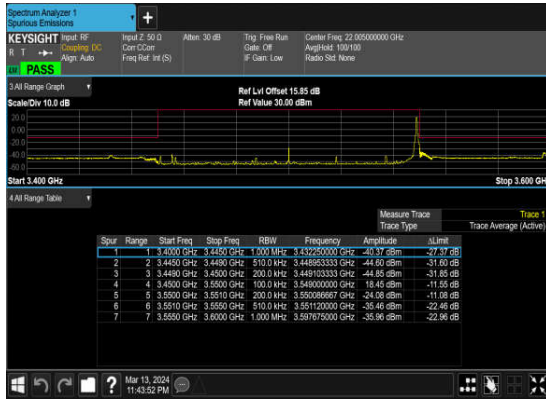 Spectrum Analyzer 1
Spurious Emissions
KEYSIGHT Input: RF Input Z: 50 Ω Atten: 30 dB Trig: Free Run Center Freq: 22.005000000 GHz
R T Coupling: DC Corr CCorr Gate: Off Avg|Hold: 100/100
Align: Auto Freq Ref: Int (S) IF Gain: Low Radio Std: None
PASS
3 All Range Graph
Ref Lvl Offset 15.85 dB
Scale/Div 10.0 dB Ref Value 30.00 dBm
20.0
0.00
-20.0
-40.0
-60.0
Start 3.400 GHz Stop 3.600 GH
4 All Range Table
Measure Trace Trace 1
Trace Type Trace Average (Active)
Spur Range Start Freq Stop Freq RBW Frequency Amplitude ΔLimit
1 1 3.4000 GHz 3.4450 GHz 1.000 MHz 3.432250000 GHz -40.37 dBm -27.37 dB
2 2 3.4450 GHz 3.4490 GHz 510.0 kHz 3.448953333 GHz -44.60 dBm -31.60 dB
3 3 3.4490 GHz 3.4500 GHz 200.0 kHz 3.449103333 GHz -44.85 dBm -31.85 dB
4 4 3.4500 GHz 3.5500 GHz 100.0 kHz 3.549000000 GHz 18.45 dBm -11.55 dB
5 5 3.5500 GHz 3.5510 GHz 200.0 kHz 3.550086667 GHz -24.08 dBm -11.08 dB
6 6 3.5510 GHz 3.5550 GHz 510.0 kHz 3.551120000 GHz -35.46 dBm -22.46 dB
7 7 3.5550 GHz 3.6000 GHz 1.000 MHz 3.597675000 GHz -35.96 dBm -22.96 dB
? Mar 13, 2024
11:43:52 PM